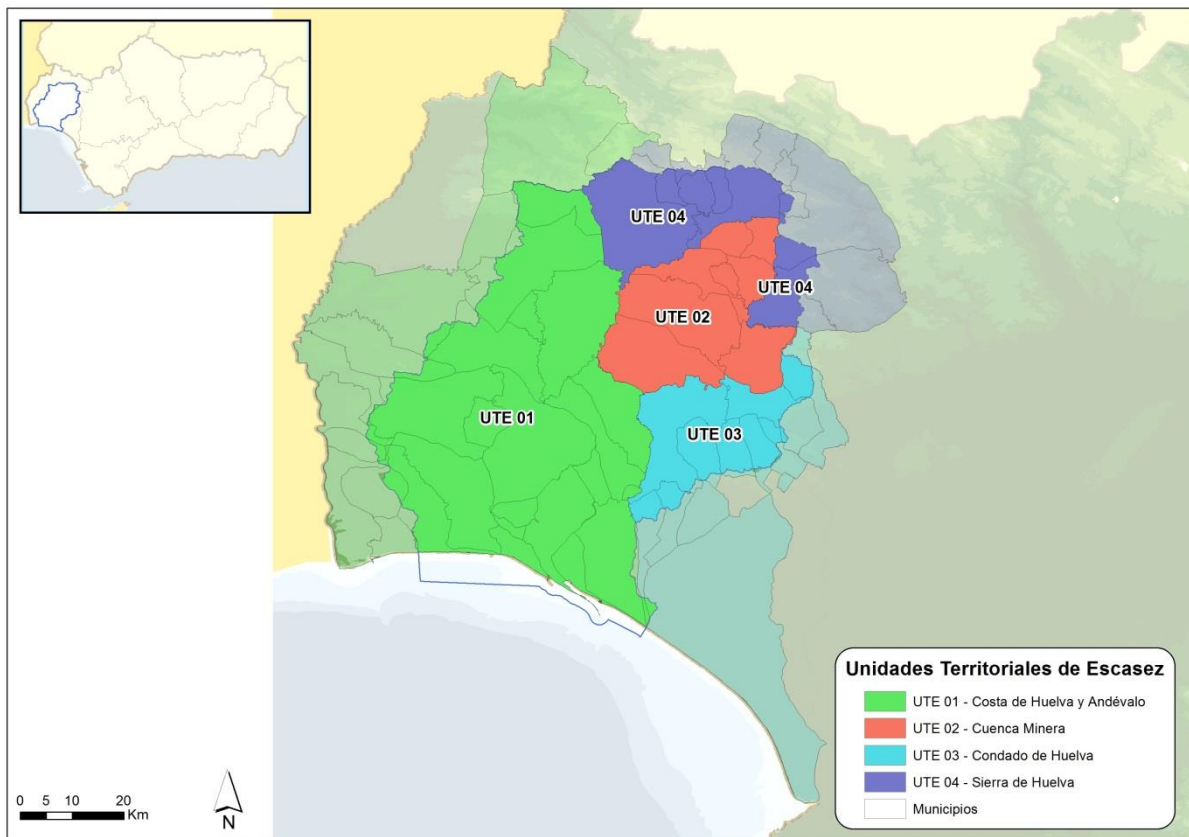 UTE 04
UTE 04
UTE 02
UTE 01
UTE 03
Unidades Territoriales de Escasez
UTE 01 - Costa de Huelva y Andévalo
UTE 02 - Cuenca Minera
UTE 03 - Condado de Huelva
UTE 04 - Sierra de Huelva
Municipios
0 5 10 20
Km
N